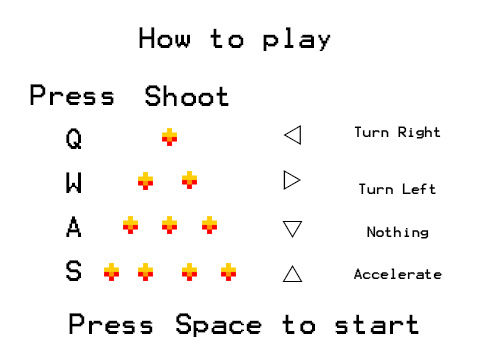 How to play
Press Shoot
Q Turn Right
W Turn Left
A Nothing
S Accelerate
Press Space to start